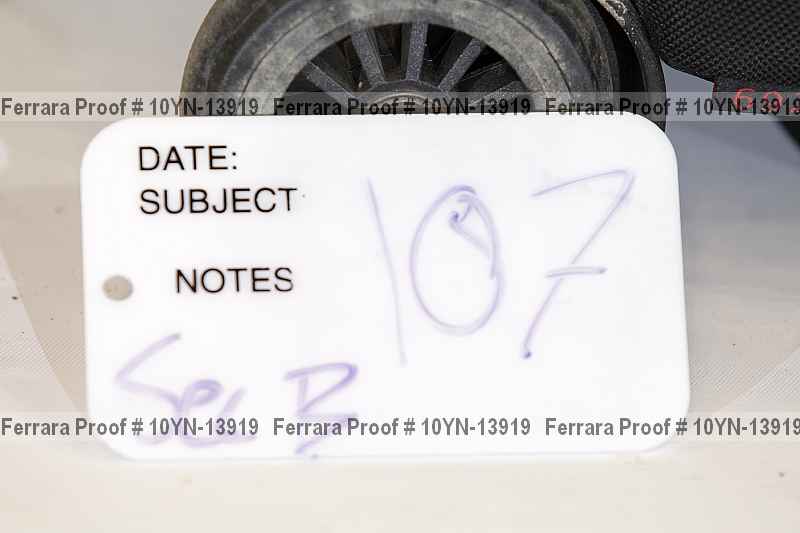 Ferrara Proof # 10YN-13919 Ferrara Proof # 10YN-13919 Ferrara Proof # 10YN-13919
DATE:
SUBJECT
107
NOTES
Sec B
Ferrara Proof # 10YN-13919 Ferrara Proof # 10YN-13919 Ferrara Proof # 10YN-13919